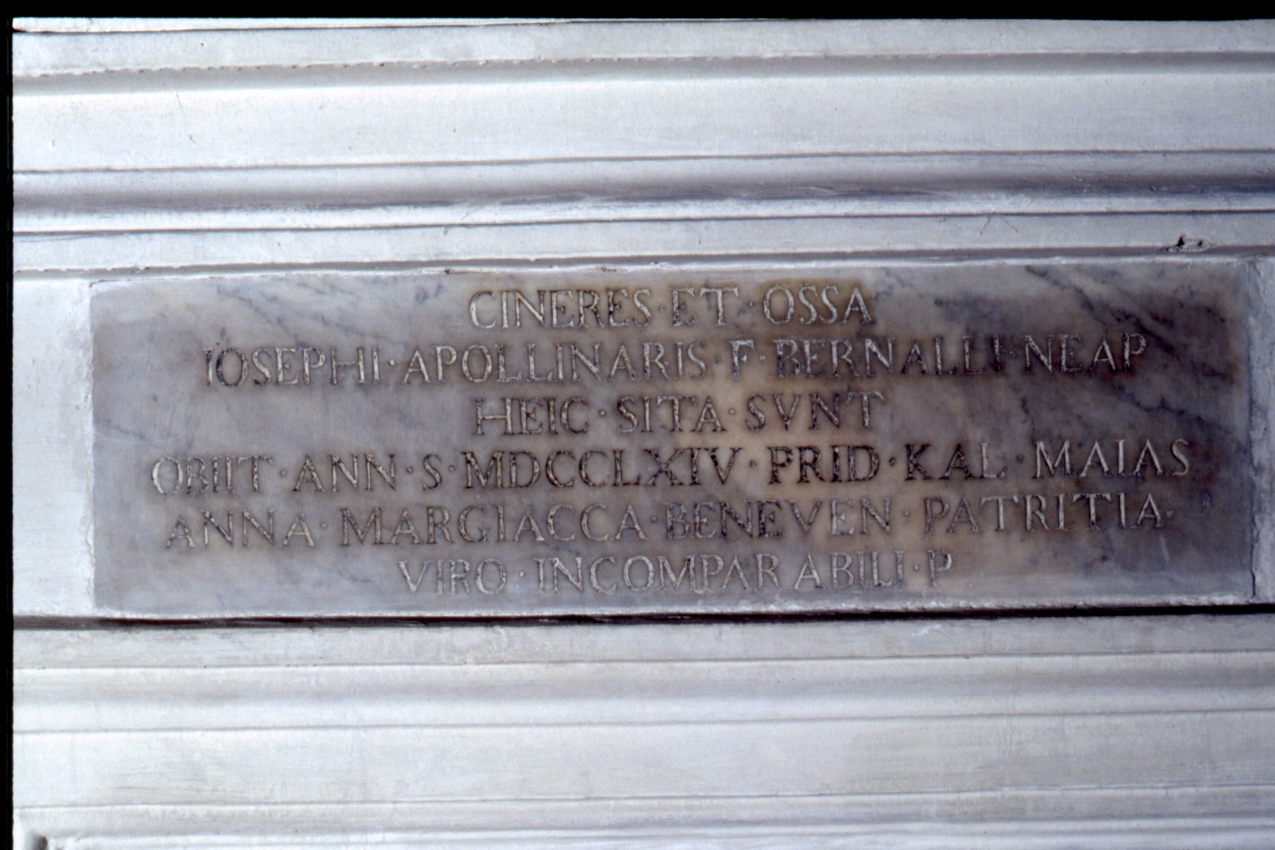 CINERES·ET·OSSA
IOSEPHI·APOLLINARIS·F·BERNALLI·NEAP
HEIC·SITA·SVNT
OBIIT·ANN·S·MDCCLXIV·PRID·KAL·MAIAS
ANNA·MARGIACCA·BENEVEN·PATRITIA
VIRO·INCOMPARABILI·P